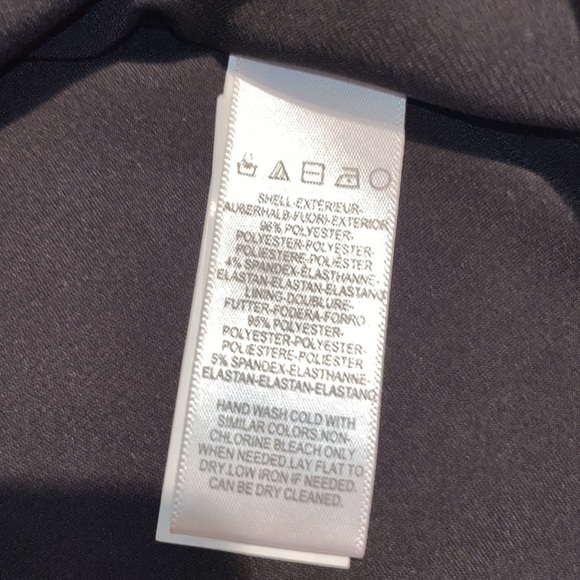 SHELL-EXTÉRIEUR-
AUßERHALB-FUORI-EXTERIOR
96% POLYESTER-
POLYESTER-POLYESTER-
POLIESTERE-POLIÉSTER
4% SPANDEX-ÉLASTHANNE-
ELASTAN-ELASTAN-ELASTANO
LINING-DOUBLURE-
FUTTER-FODERA-FORRO
95% POLYESTER-
POLYESTER-POLYESTER-
POLIESTERE-POLIÉSTER
5% SPANDEX-ÉLASTHANNE-
ELASTAN-ELASTAN-ELASTANO
HAND WASH COLD WITH
SIMILAR COLORS.NON-
CHLORINE BLEACH ONLY
WHEN NEEDED.LAY FLAT TO
DRY.LOW IRON IF NEEDED.
CAN BE DRY CLEANED.